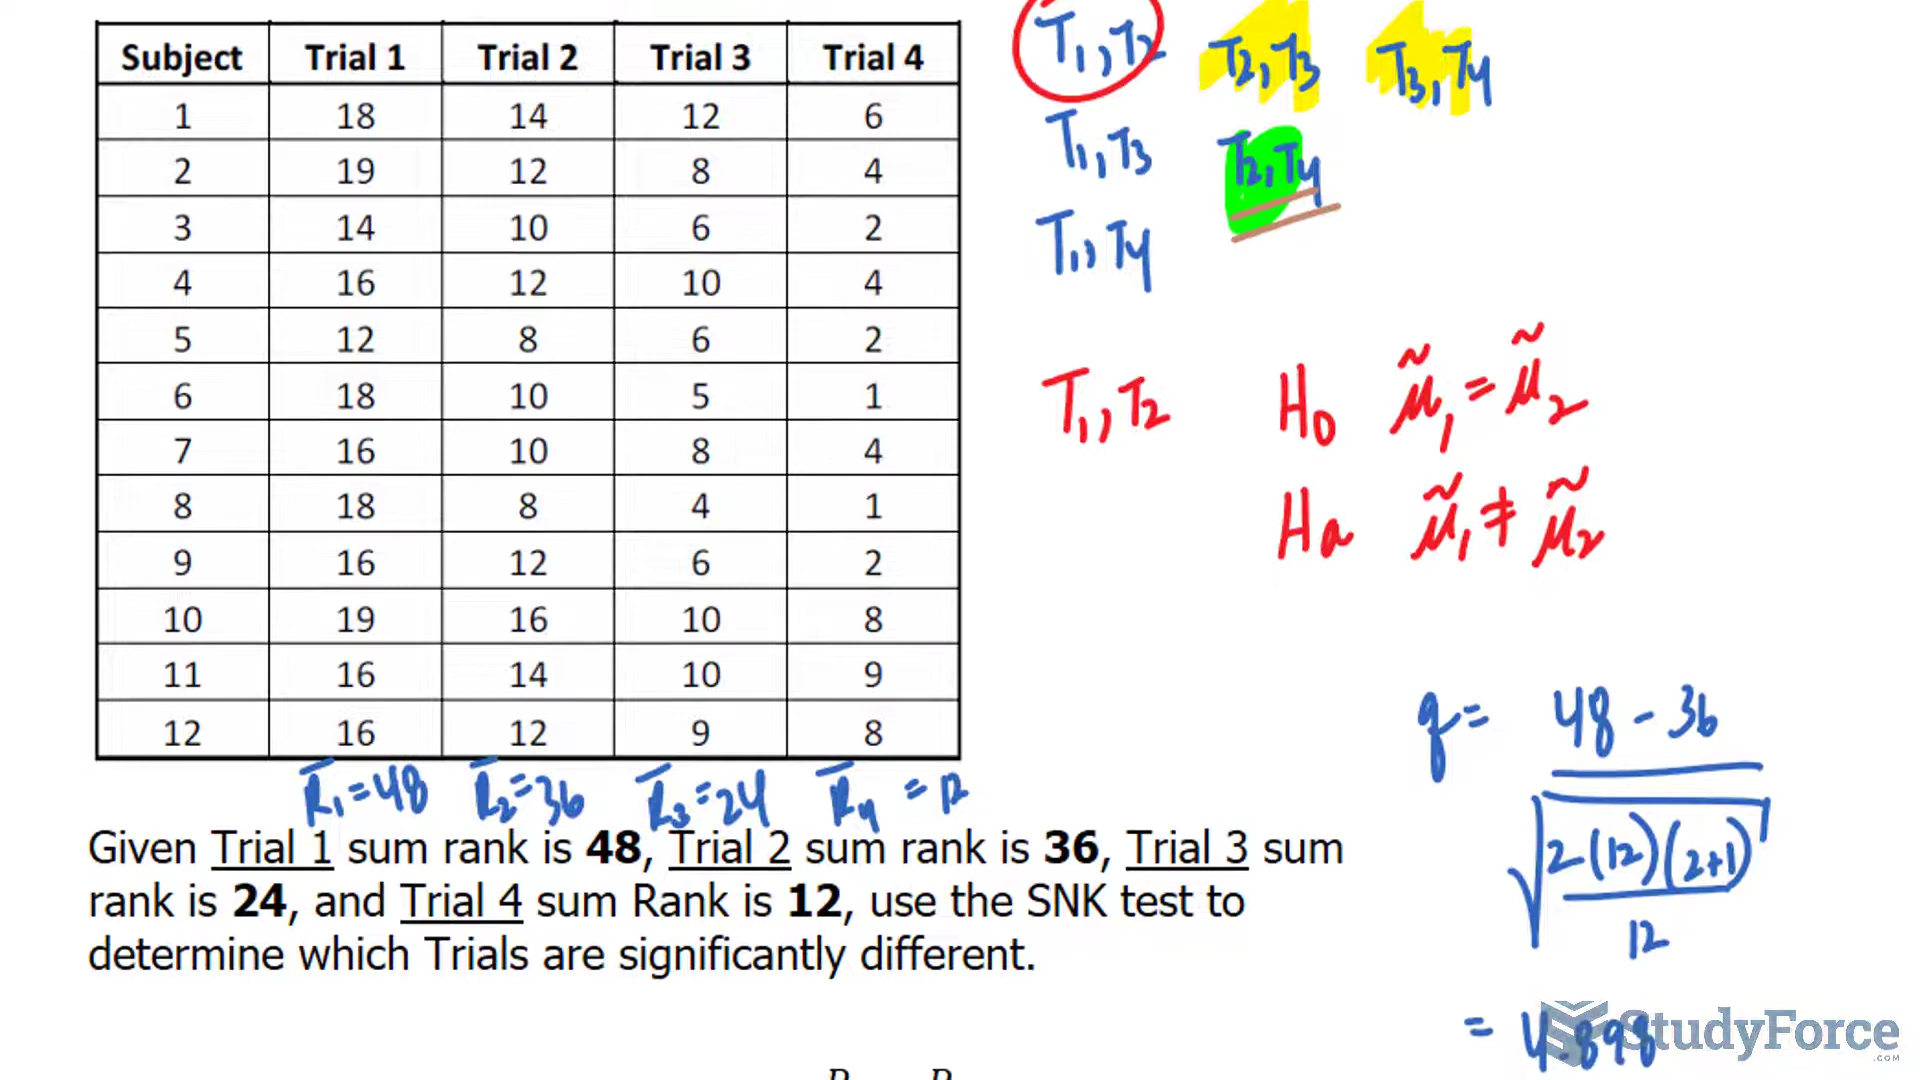 Subject Trial 1 Trial 2 Trial 3 Trial 4
1 18 14 12 6
2 19 12 8 4
3 14 10 6 2
4 16 12 10 4
5 12 8 6 2
6 18 10 5 1
7 16 10 8 4
8 18 8 4 1
9 16 12 6 2
10 19 16 10 8
11 16 14 10 9
12 16 12 9 8
R̄1=48 R̄2=36 R̄3=24 R̄4 =12
Given Trial 1 sum rank is 48, Trial 2 sum rank is 36, Trial 3 sum
rank is 24, and Trial 4 sum Rank is 12, use the SNK test to
determine which Trials are significantly different.
T1,T2 T2,T3 T3,T4
T1,T3 T2,T4
T1,T4
T1,T2 H0 μ̃1=μ̃2
Ha μ̃1≠μ̃2
q= 48-36
√ 2(12)(2+1)
12
= 4.898
StudyForce
.COM